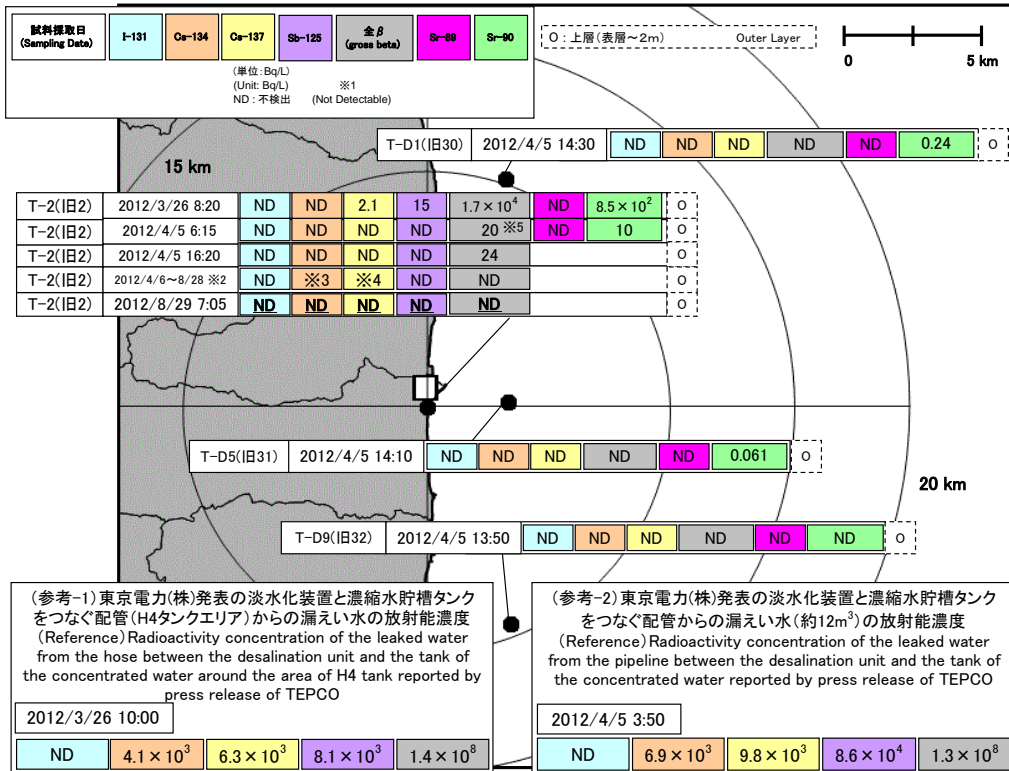 試料採取日 I-131 Cs-134 Cs-137 Sb-125 全β Sr-89 Sr-90
(Sampling Date) (gross beta)
(単位:Bq/L)
(Unit: Bq/L) ※1
ND:不検出 (Not Detectable)
O:上層(表層～2m) Outer Layer
0 5 km
T-D1(旧30) 2012/4/5 14:30 ND ND ND ND ND 0.24 O
15 km
T-2(旧2) 2012/3/26 8:20 ND ND 2.1 15 1.7×10⁴ ND 8.5×10² O
T-2(旧2) 2012/4/5 6:15 ND ND ND ND 20 ※5 ND 10 O
T-2(旧2) 2012/4/5 16:20 ND ND ND ND 24 O
T-2(旧2) 2012/4/6～8/28 ※2 ND ※3 ※4 ND ND O
T-2(旧2) 2012/8/29 7:05 ND ND ND ND ND O
T-D5(旧31) 2012/4/5 14:10 ND ND ND ND ND 0.061 O
20 km
T-D9(旧32) 2012/4/5 13:50 ND ND ND ND ND ND O
(参考-1)東京電力(株)発表の淡水化装置と濃縮水貯槽タンク
をつなぐ配管(H4タンクエリア)からの漏えい水の放射能濃度
(Reference) Radioactivity concentration of the leaked water
from the hose between the desalination unit and the tank of
the concentrated water around the area of H4 tank reported by
press release of TEPCO
2012/3/26 10:00
ND 4.1×10³ 6.3×10³ 8.1×10³ 1.4×10⁸
(参考-2)東京電力(株)発表の淡水化装置と濃縮水貯槽タンク
をつなぐ配管からの漏えい水(約12m³)の放射能濃度
(Reference) Radioactivity concentration of the leaked water
from the pipeline between the desalination unit and the tank of
the concentrated water reported by press release of TEPCO
2012/4/5 3:50
ND 6.9×10³ 9.8×10³ 8.6×10⁴ 1.3×10⁸